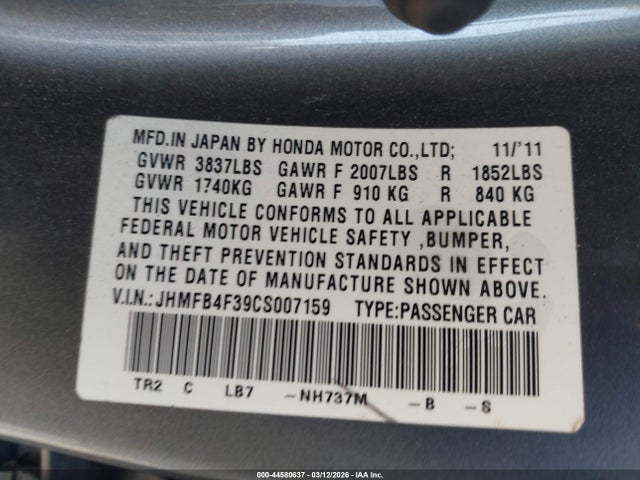 MFD.IN JAPAN BY HONDA MOTOR CO.,LTD; 11/'11
GVWR 3837LBS GAWR F 2007LBS R 1852LBS
GVWR 1740KG GAWR F 910 KG R 840 KG
THIS VEHICLE CONFORMS TO ALL APPLICABLE
FEDERAL MOTOR VEHICLE SAFETY ,BUMPER,
AND THEFT PREVENTION STANDARDS IN EFFECT
ON THE DATE OF MANUFACTURE SHOWN ABOVE.
V.I.N.:JHMFB4F39CS007159 TYPE:PASSENGER CAR
TR2 C LB7 -NH737M -B -S
000-44580637 - 03/12/2026 - IAA Inc.